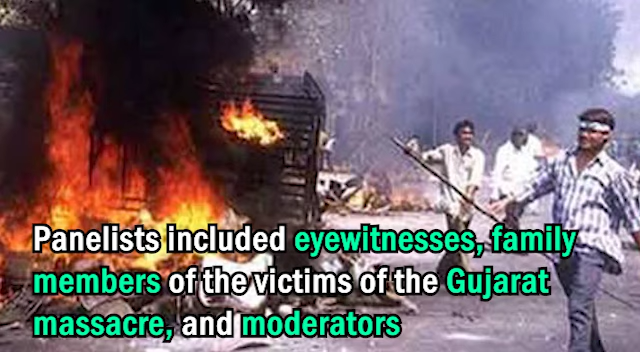 Panelists included eyewitnesses, family
members of the victims of the Gujarat
massacre, and moderators